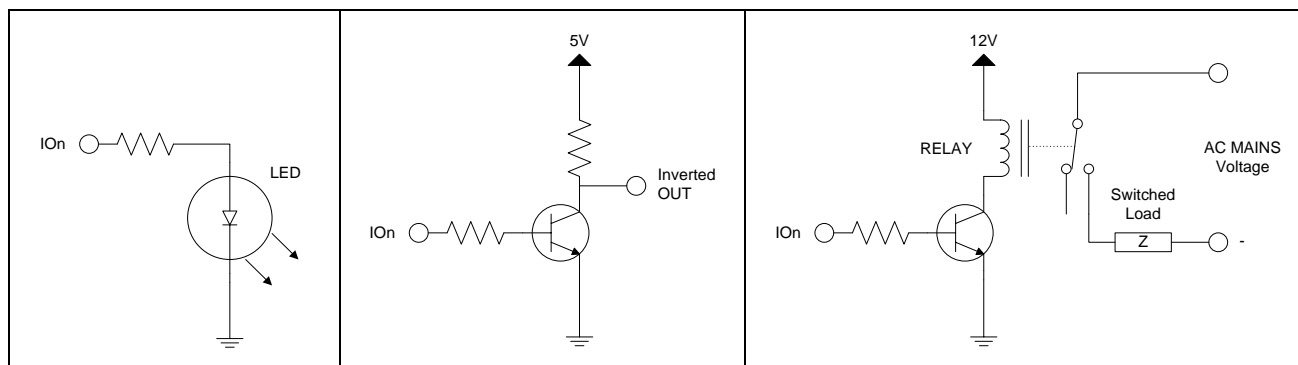 IOn
LED
5V
Inverted
OUT
IOn
12V
RELAY
AC MAINS
Voltage
Switched
Load
IOn
Z
-